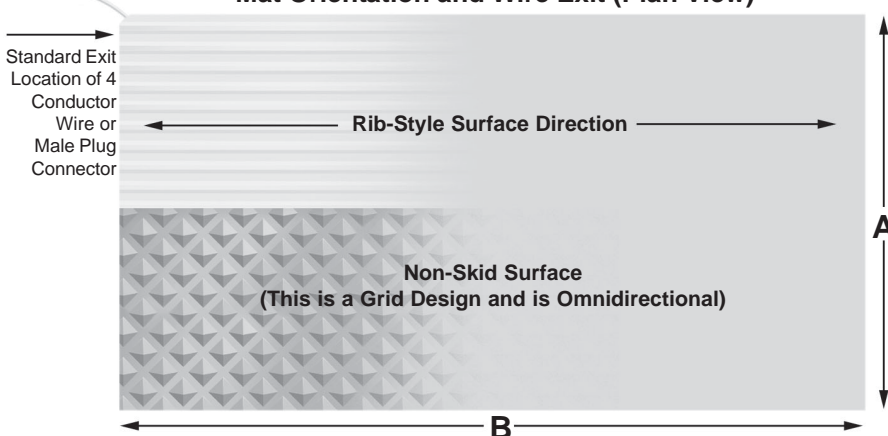 Mat Orientation and Wire Exit (Plan View)
Standard Exit
Location of 4
Conductor
Wire or
Male Plug
Connector
Rib-Style Surface Direction
A
Non-Skid Surface
(This is a Grid Design and is Omnidirectional)
B